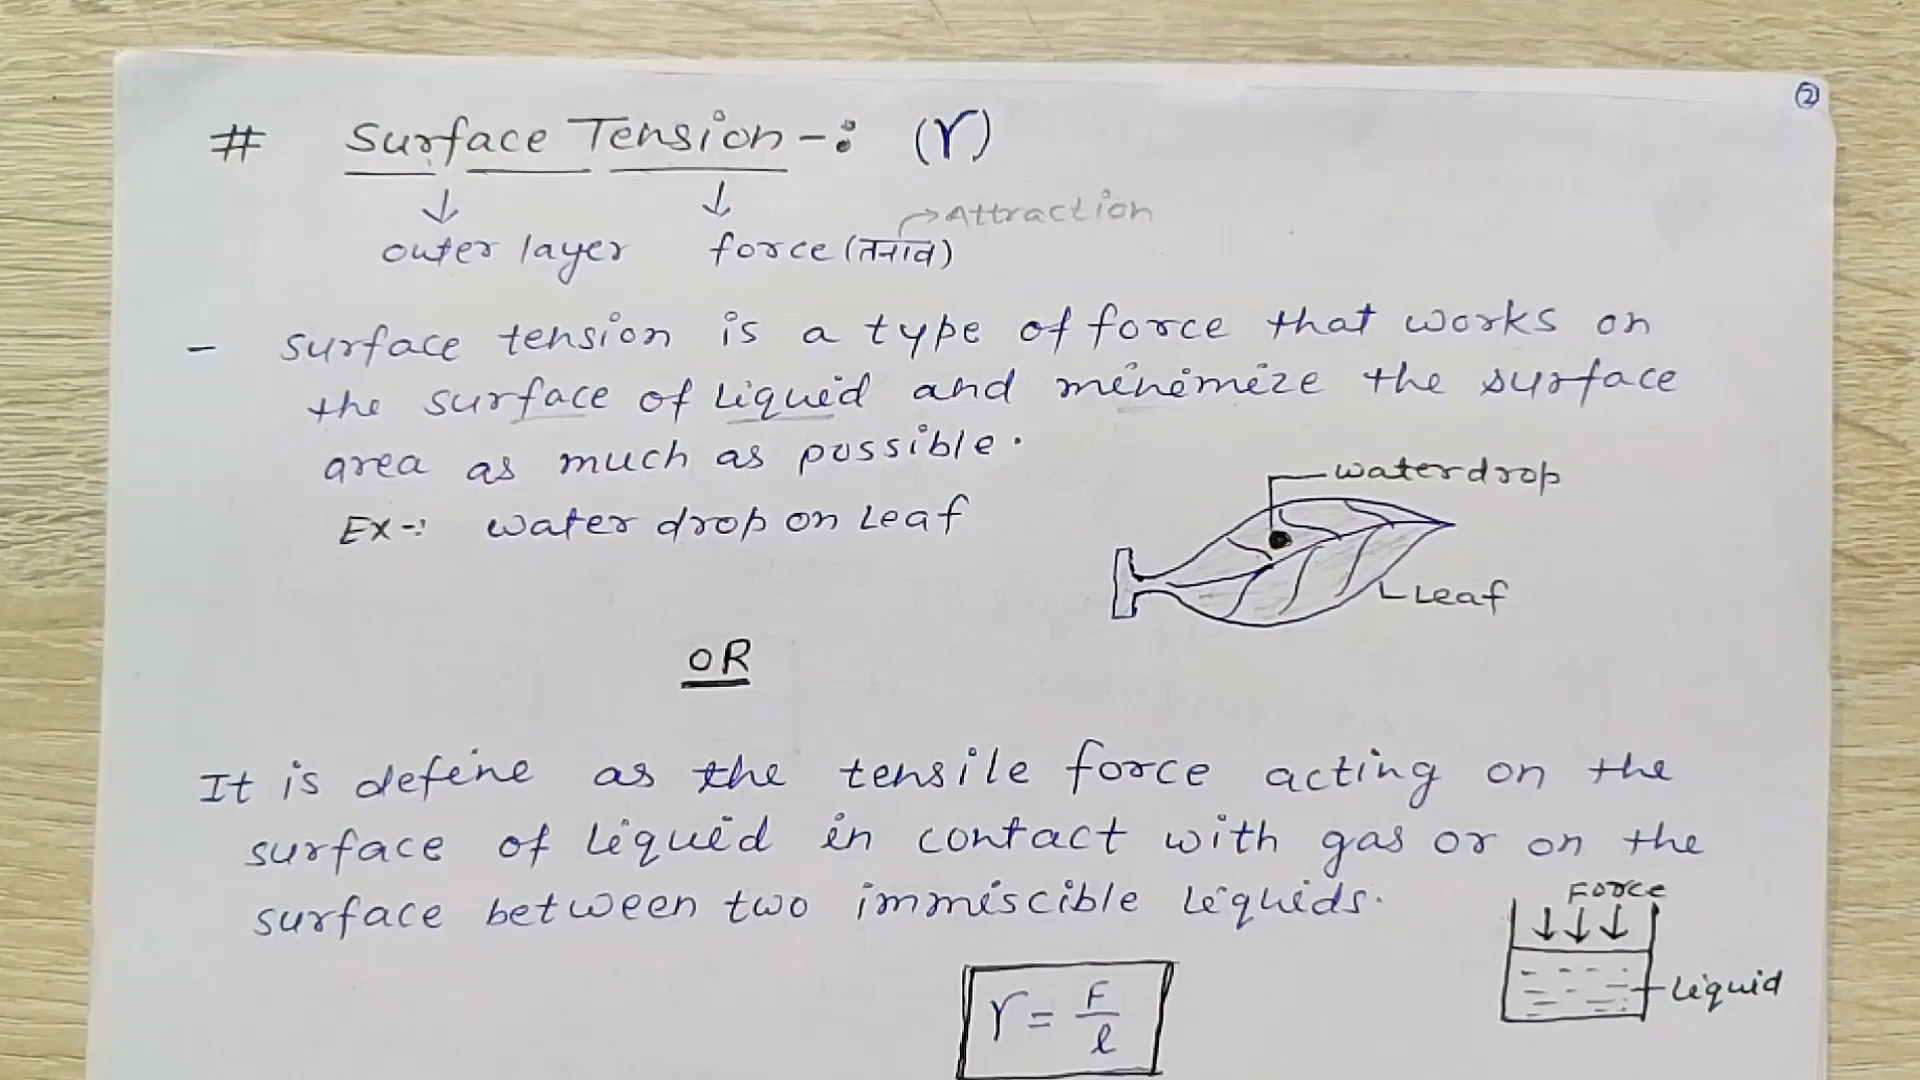 ②
# Surface Tension -: (γ)
→ Attraction
outer layer force (तनाव)
- surface tension is a type of force that works on
the surface of liquid and minimize the surface
area as much as possible.
water drop
Ex -: water drop on Leaf
Leaf
OR
It is define as the tensile force acting on the
surface of liquid in contact with gas or on the
surface between two immiscible liquids.
Force
Liquid
γ = F/l